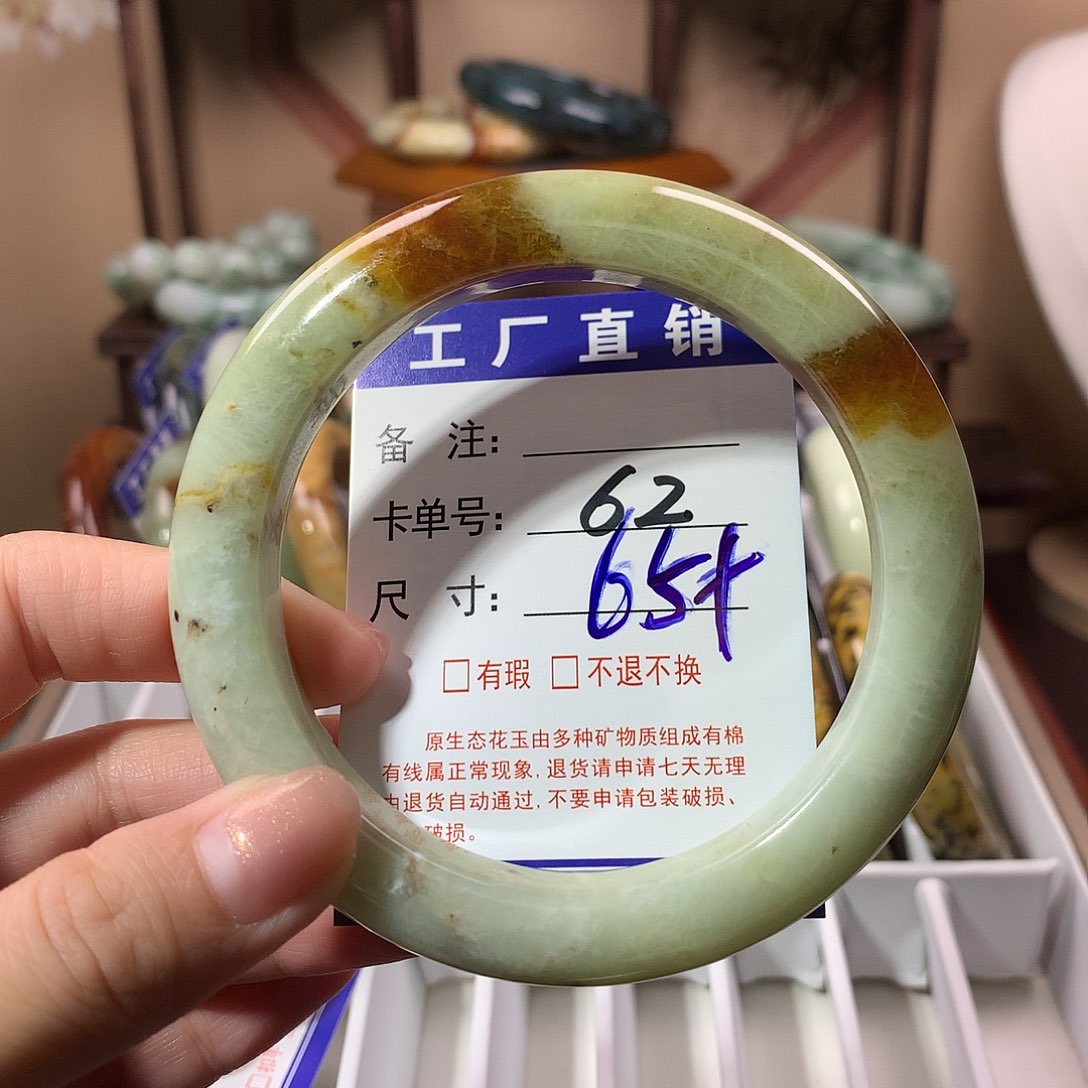 工厂直销
备 注:
卡单号: 62
尺 寸: 65+
□有瑕 □不退不换
原生态花玉由多种矿物质组成有棉
有线属正常现象,退货请申请七天无理
由退货自动通过,不要申请包装破损、
破损。